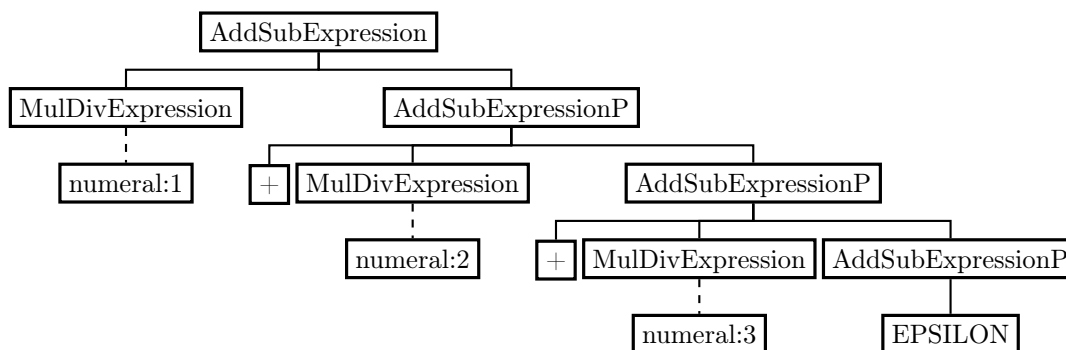 AddSubExpression
MulDivExpression AddSubExpressionP
numeral:1 + MulDivExpression AddSubExpressionP
numeral:2 + MulDivExpression AddSubExpressionP
numeral:3 EPSILON